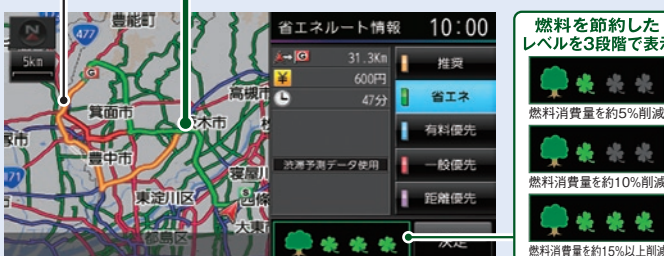 豊能町
477
5km
G
箕面市
高槻市
木市
豊中市
171
寝屋川
東淀川区
S
四條
大東
都島区
省エネルート情報
10:00
G
31.3Km
¥
600円
47分
渋滞予測データ使用
推奨
省エネ
有料優先
一般優先
距離優先
決定
燃料を節約した
レベルを3段階で表示
燃料消費量を約5%削減
燃料消費量を約10%削減
燃料消費量を約15%以上削減